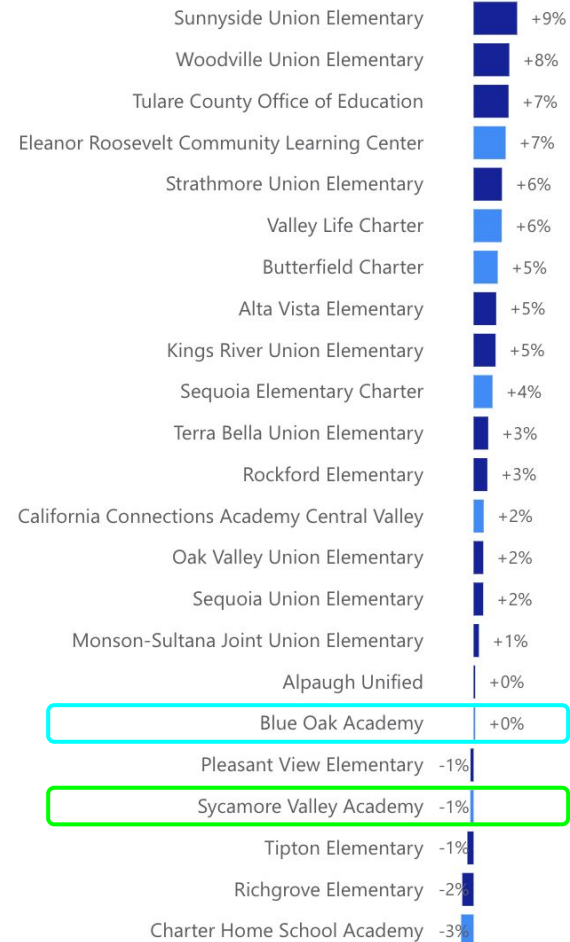 Sunnyside Union Elementary +9%
Woodville Union Elementary +8%
Tulare County Office of Education +7%
Eleanor Roosevelt Community Learning Center +7%
Strathmore Union Elementary +6%
Valley Life Charter +6%
Butterfield Charter +5%
Alta Vista Elementary +5%
Kings River Union Elementary +5%
Sequoia Elementary Charter +4%
Terra Bella Union Elementary +3%
Rockford Elementary +3%
California Connections Academy Central Valley +2%
Oak Valley Union Elementary +2%
Sequoia Union Elementary +2%
Monson-Sultana Joint Union Elementary +1%
Alpaugh Unified +0%
Blue Oak Academy +0%
Pleasant View Elementary -1%
Sycamore Valley Academy -1%
Tipton Elementary -1%
Richgrove Elementary -2%
Charter Home School Academy -3%